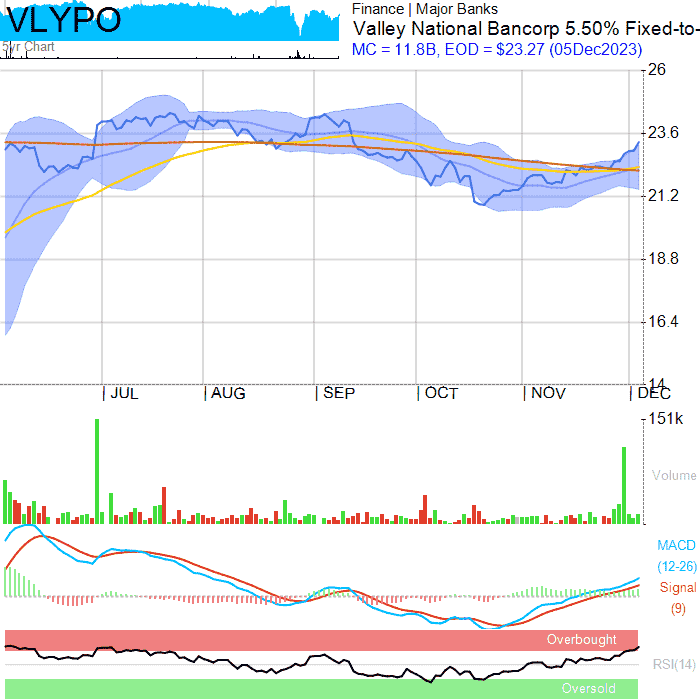 VLYPO
5yr Chart
Finance | Major Banks
Valley National Bancorp 5.50% Fixed-to-
MC = 11.8B, EOD = $23.27 (05Dec2023)
26
23.6
21.2
18.8
16.4
14
| JUL | AUG | SEP | OCT | NOV | DEC
151k
Volume
MACD
(12-26)
Signal
(9)
Overbought
RSI(14)
Oversold